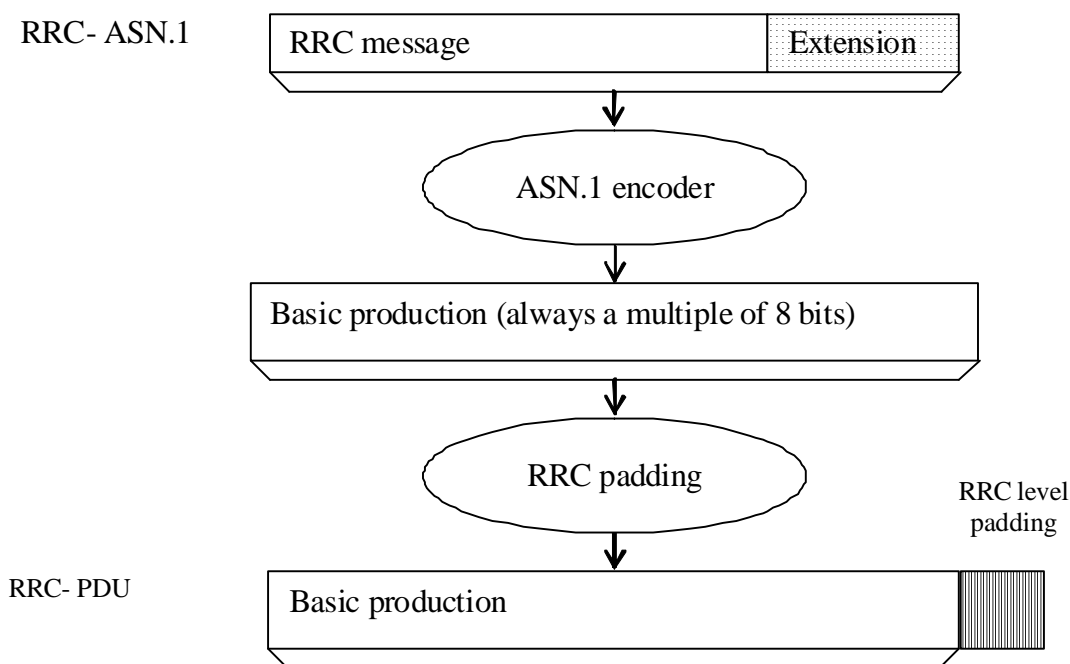 RRC- ASN.1
RRC message
Extension
ASN.1 encoder
Basic production (always a multiple of 8 bits)
RRC padding
RRC level
padding
RRC- PDU
Basic production